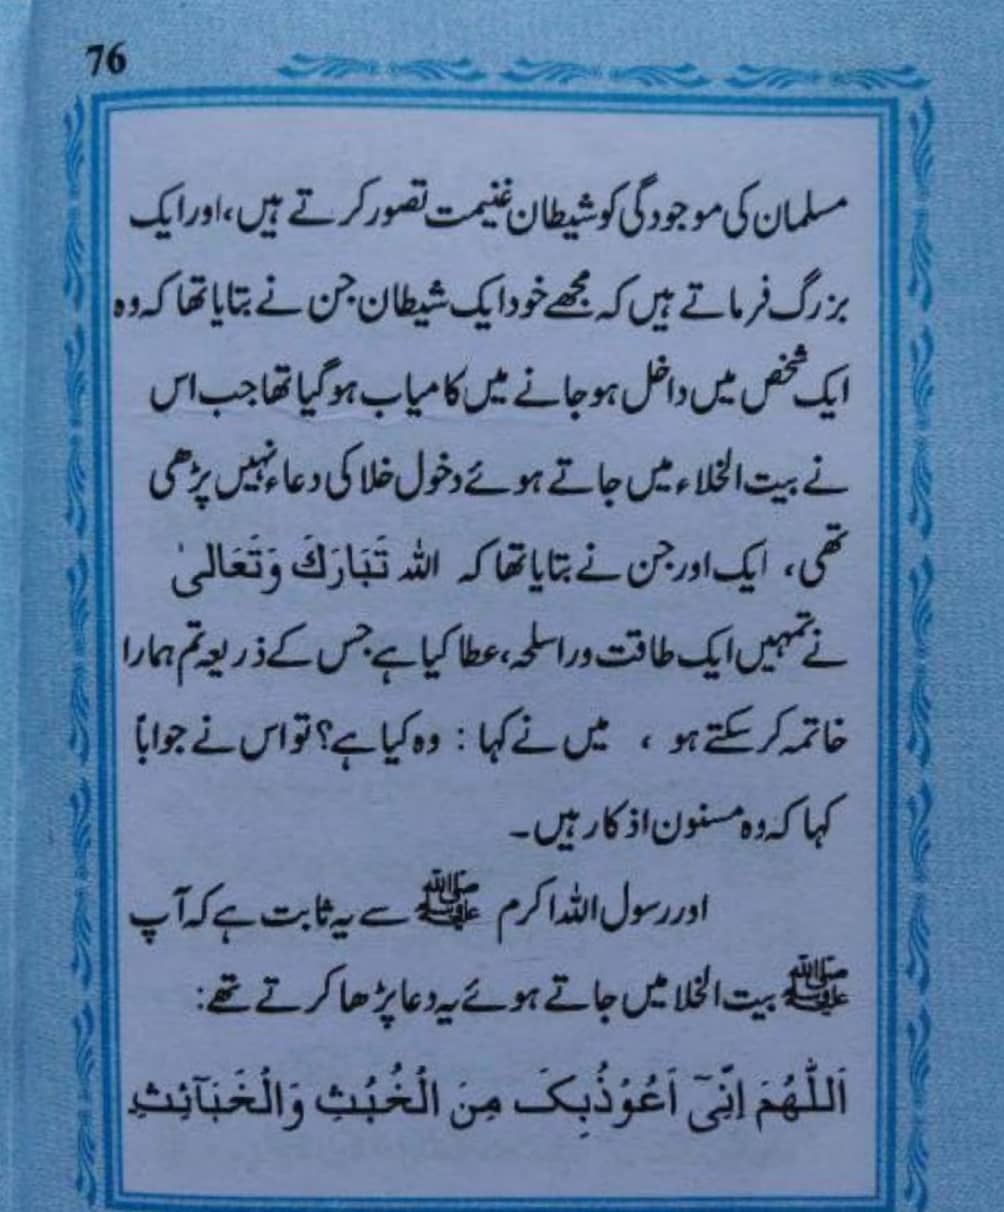 76
مسلمان کی موجودگی کو شیطان غنیمت تصور کرتے ہیں، اور ایک
بزرگ فرماتے ہیں کہ مجھے خود ایک شیطان جن نے بتایا تھا کہ وہ
ایک شخص میں داخل ہو جانے میں کامیاب ہو گیا تھا جب اس
نے بیت الخلاء میں جاتے ہوئے دخول خلا کی دعاء نہیں پڑھی
تھی، ایک اور جن نے بتایا تھا کہ اللہ تَبَارَكَ وَتَعَالىٰ
نے تمہیں ایک طاقت ور اسلحہ، عطا کیا ہے جس کے ذریعہ تم ہمارا
خاتمہ کر سکتے ہو ، میں نے کہا : وہ کیا ہے؟ تو اس نے جواباً
کہا کہ وہ مسنون اذکار ہیں۔
اور رسول اللہ اکرم ﷺ سے یہ ثابت ہے کہ آپ
ﷺ بیت الخلا میں جاتے ہوئے یہ دعا پڑھا کرتے تھے:
اَللّٰهُمَّ اِنِّىٓ اَعُوْذُبِکَ مِنَ الْخُبُثِ وَالْخَبَآئِثِ